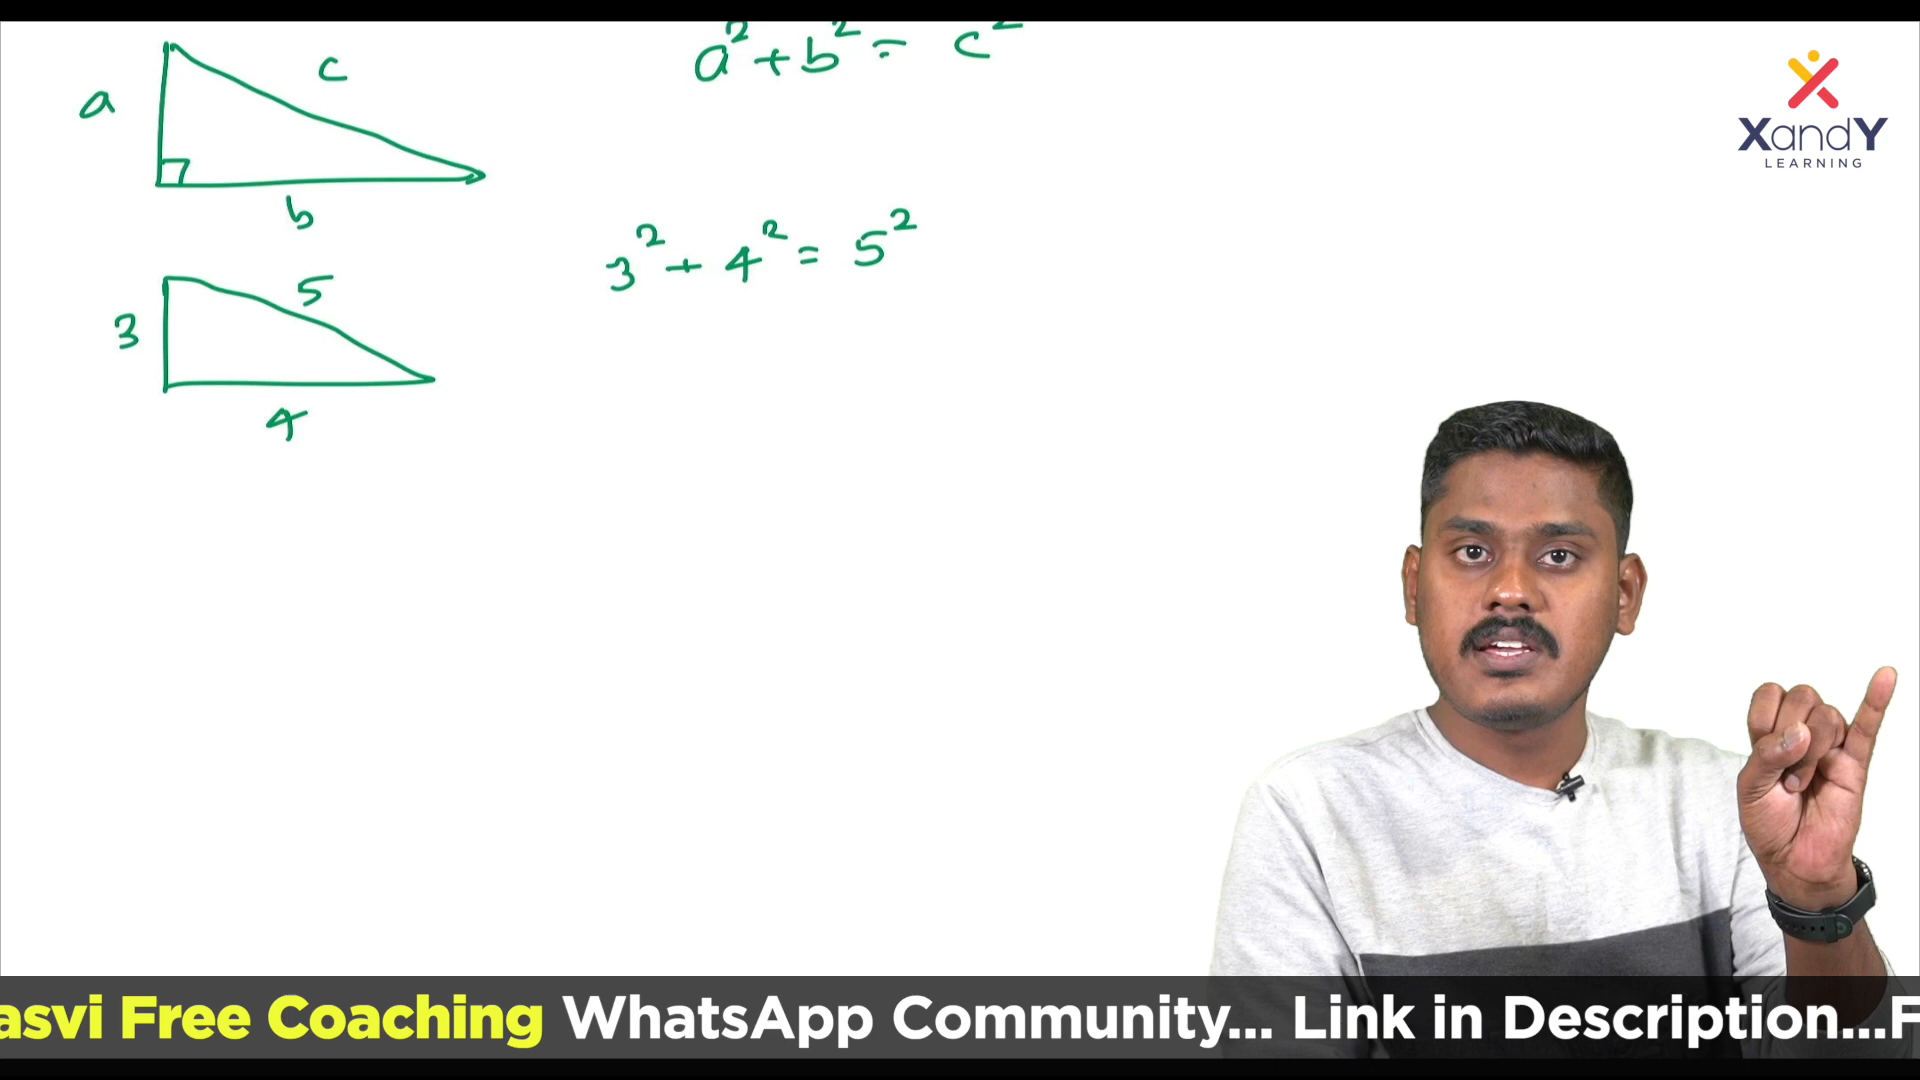 a² + b² = c²
c
a
b
3² + 4² = 5²
5
3
4
XandY
LEARNING
asvi Free Coaching WhatsApp Community... Link in Description...F